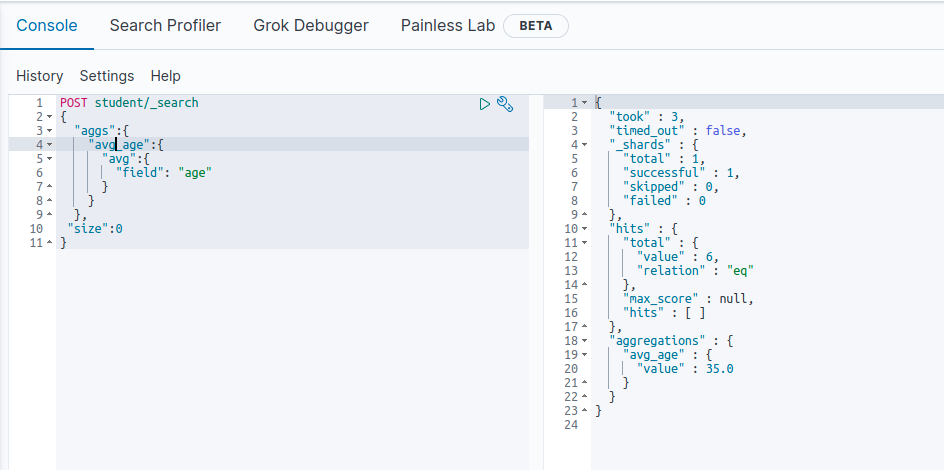 Console Search Profiler Grok Debugger Painless Lab BETA
History Settings Help
1 POST student/_search
2 {
3 "aggs":{
4 "avg_age":{
5 "avg":{
6 "field": "age"
7 }
8 }
9 },
10 "size":0
11 }
1 {
2 "took" : 3,
3 "timed_out" : false,
4 "_shards" : {
5 "total" : 1,
6 "successful" : 1,
7 "skipped" : 0,
8 "failed" : 0
9 },
10 "hits" : {
11 "total" : {
12 "value" : 6,
13 "relation" : "eq"
14 },
15 "max_score" : null,
16 "hits" : [ ]
17 },
18 "aggregations" : {
19 "avg_age" : {
20 "value" : 35.0
21 }
22 }
23 }
24